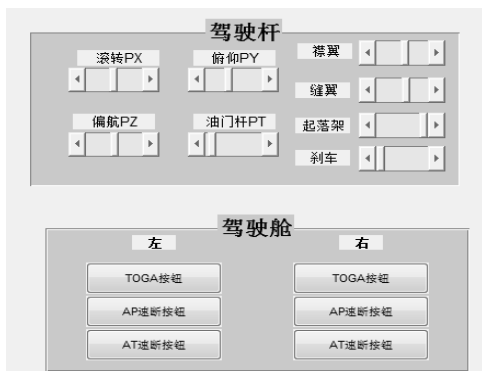 驾驶杆
滚转PX
俯仰PY
襟翼
缝翼
偏航PZ
油门杆PT
起落架
刹车
驾驶舱
左
右
TOGA按钮
TOGA按钮
AP速断按钮
AP速断按钮
AT速断按钮
AT速断按钮